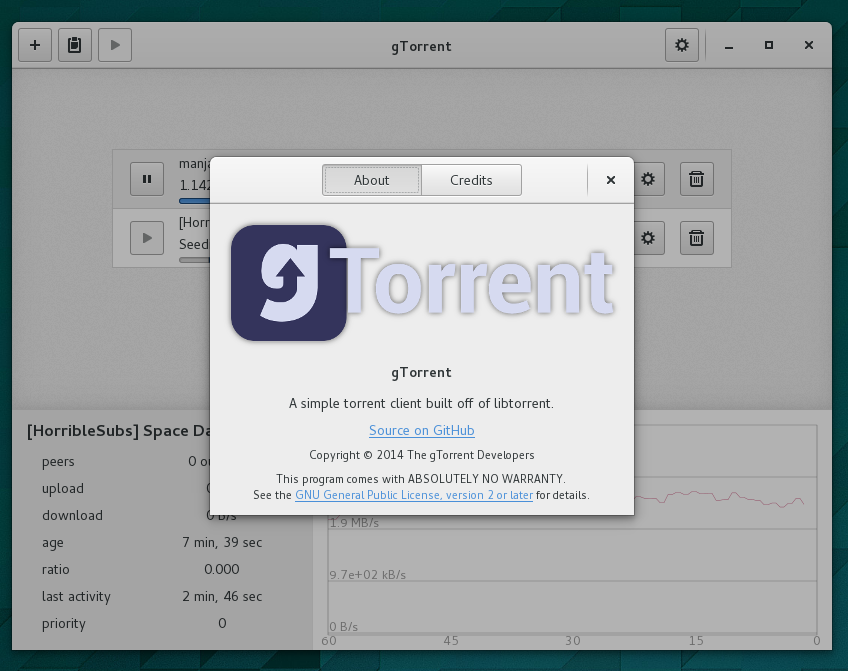 gTorrent
manja
1.142
[Horr
Seed
About Credits
gTorrent
gTorrent
A simple torrent client built off of libtorrent.
Source on GitHub
Copyright © 2014 The gTorrent Developers
This program comes with ABSOLUTELY NO WARRANTY.
See the GNU General Public License, version 2 or later for details.
[HorribleSubs] Space Da
peers 0 ou
upload
download 0 B/s
age 7 min, 39 sec
ratio 0.000
last activity 2 min, 46 sec
priority 0
1.9 MB/s
9.7e+02 kB/s
0 B/s
60 45 30 15 0